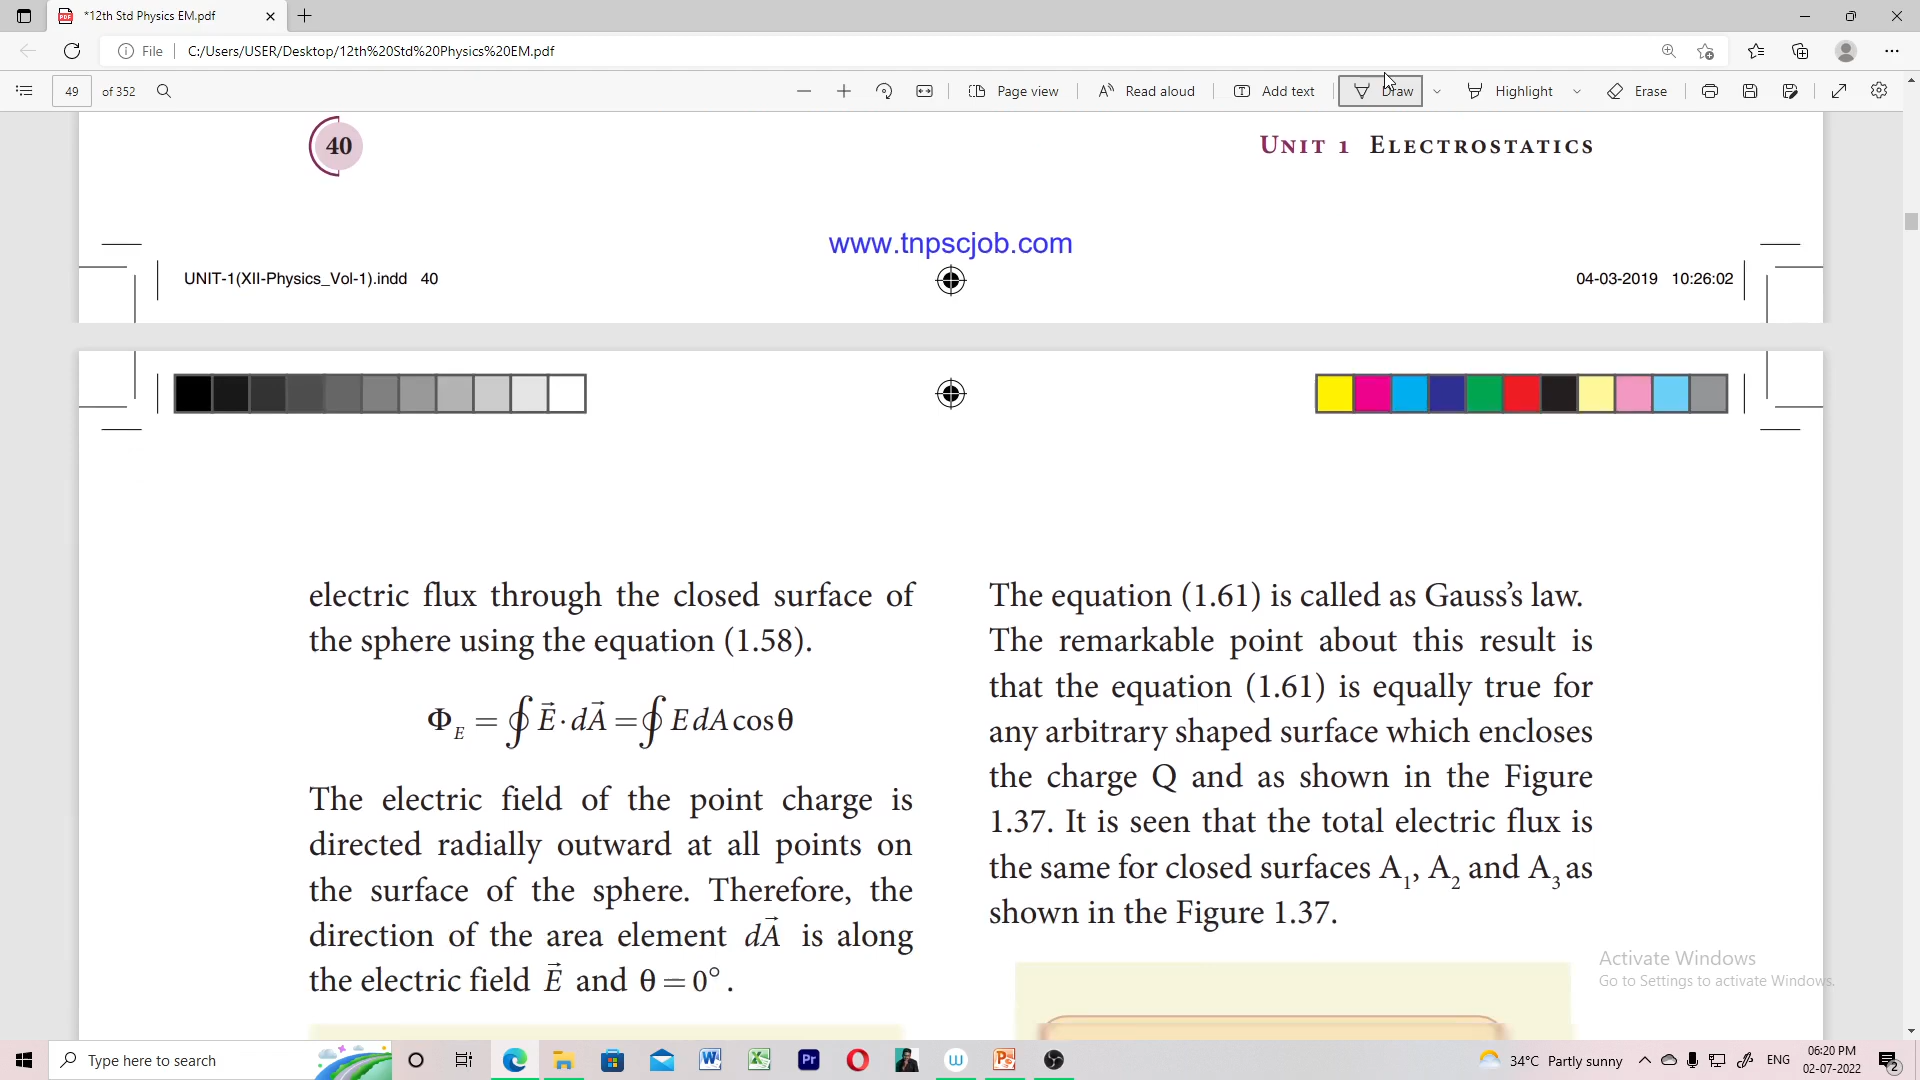 *12th Std Physics EM.pdf
File
C:/Users/USER/Desktop/12th%20Std%20Physics%20EM.pdf
49
of 352
Page view
Read aloud
Add text
Draw
Highlight
Erase
40
UNIT 1 ELECTROSTATICS
www.tnpscjob.com
UNIT-1(XII-Physics_Vol-1).indd 40
04-03-2019 10:26:02
electric flux through the closed surface of
the sphere using the equation (1.58).
Φ_E = ∮ E⃗ · dA⃗ = ∮ E dA cosθ
The electric field of the point charge is
directed radially outward at all points on
the surface of the sphere. Therefore, the
direction of the area element dA⃗ is along
the electric field E⃗ and θ = 0°.
The equation (1.61) is called as Gauss’s law.
The remarkable point about this result is
that the equation (1.61) is equally true for
any arbitrary shaped surface which encloses
the charge Q and as shown in the Figure
1.37. It is seen that the total electric flux is
the same for closed surfaces A₁, A₂ and A₃ as
shown in the Figure 1.37.
Activate Windows
Go to Settings to activate Windows.
Type here to search
34°C Partly sunny
ENG
06:20 PM
02-07-2022
2